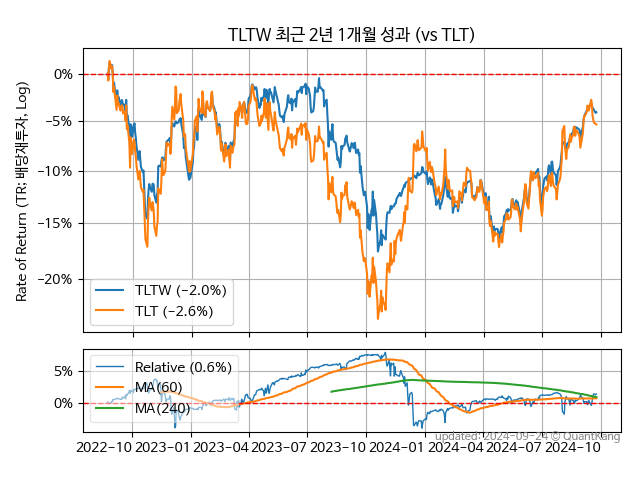 TLTW 최근 2년 1개월 성과 (vs TLT)
Rate of Return (TR: 배당재투자, Log)
0%
−5%
−10%
−15%
−20%
TLTW (−2.0%)
TLT (−2.6%)
5%
0%
Relative (0.6%)
MA(60)
MA(240)
2022−10 2023−01 2023−04 2023−07 2023−10 2024−01 2024−04 2024−07 2024−10
updated: 2024−09−24 © QuantKang